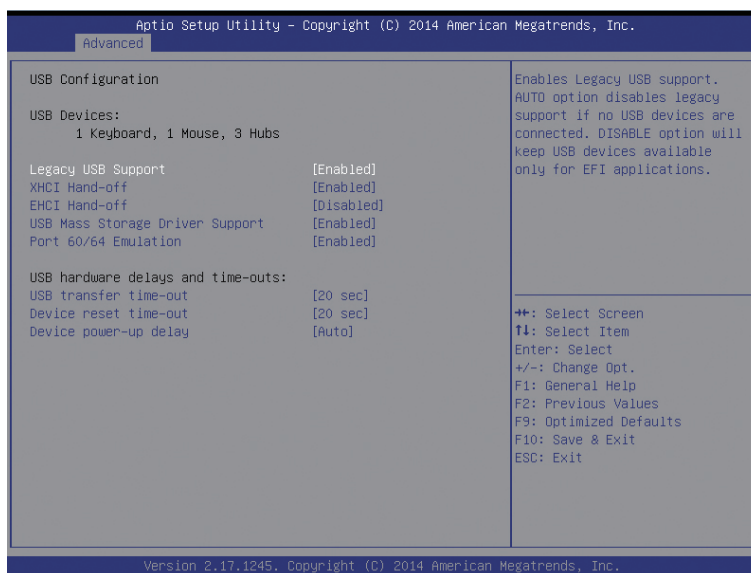 Aptio Setup Utility – Copyright (C) 2014 American Megatrends, Inc.
Advanced
USB Configuration
USB Devices:
1 Keyboard, 1 Mouse, 3 Hubs
Legacy USB Support [Enabled]
XHCI Hand-off [Enabled]
EHCI Hand-off [Disabled]
USB Mass Storage Driver Support [Enabled]
Port 60/64 Emulation [Enabled]
USB hardware delays and time-outs:
USB transfer time-out [20 sec]
Device reset time-out [20 sec]
Device power-up delay [Auto]
Enables Legacy USB support.
AUTO option disables legacy
support if no USB devices are
connected. DISABLE option will
keep USB devices available
only for EFI applications.
→←: Select Screen
↑↓: Select Item
Enter: Select
+/-: Change Opt.
F1: General Help
F2: Previous Values
F9: Optimized Defaults
F10: Save & Exit
ESC: Exit
Version 2.17.1245. Copyright (C) 2014 American Megatrends, Inc.